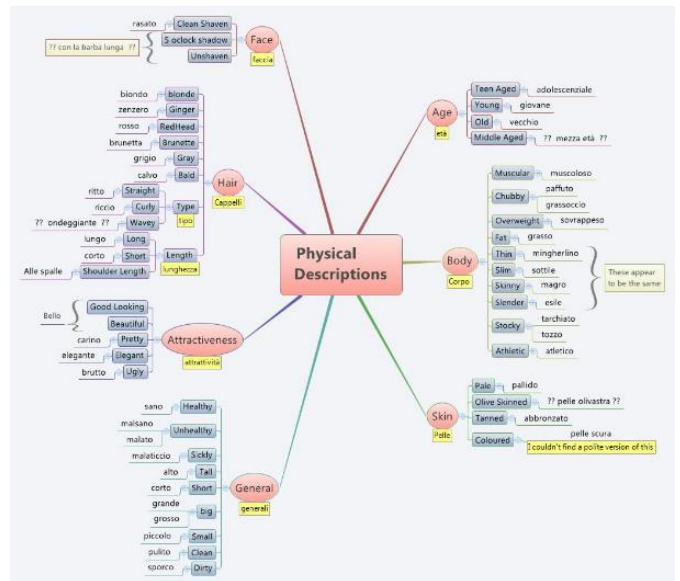 Physical
Descriptions
Face
faccia
Clean Shaven
rasato
5 oclock shadow
Unshaven
?? con la barba lunga ??
Hair
Cappelli
blonde
biondo
Ginger
zenzero
RedHead
rosso
Brunette
brunetta
Gray
grigio
Bald
calvo
Type
tipo
Straight
ritto
Curly
riccio
Wavey
?? ondeggiante ??
Length
lunghezza
Long
lungo
Short
corto
Shoulder Length
Alle spalle
Attractiveness
attrattività
Good Looking
Beautiful
Bello
Pretty
carino
Elegant
elegante
Ugly
brutto
General
generali
Healthy
sano
Unhealthy
malsano
malato
Sickly
malaticcio
Tall
alto
Short
corto
big
grande
grosso
Small
piccolo
Clean
pulito
Dirty
sporco
Age
età
Teen Aged
adolescenziale
Young
giovane
Old
vecchio
Middle Aged
?? mezza età ??
Body
Corpo
Muscular
muscoloso
Chubby
paffuto
grassoccio
Overweight
sovrappeso
Fat
grasso
Thin
mingherlino
Slim
sottile
Skinny
magro
Slender
esile
These appear
to be the same
Stocky
tarchiato
tozzo
Athletic
atletico
Skin
Pelle
Pale
pallido
Olive Skinned
?? pelle olivastra ??
Tanned
abbronzato
Coloured
pelle scura
I couldn't find a polite version of this